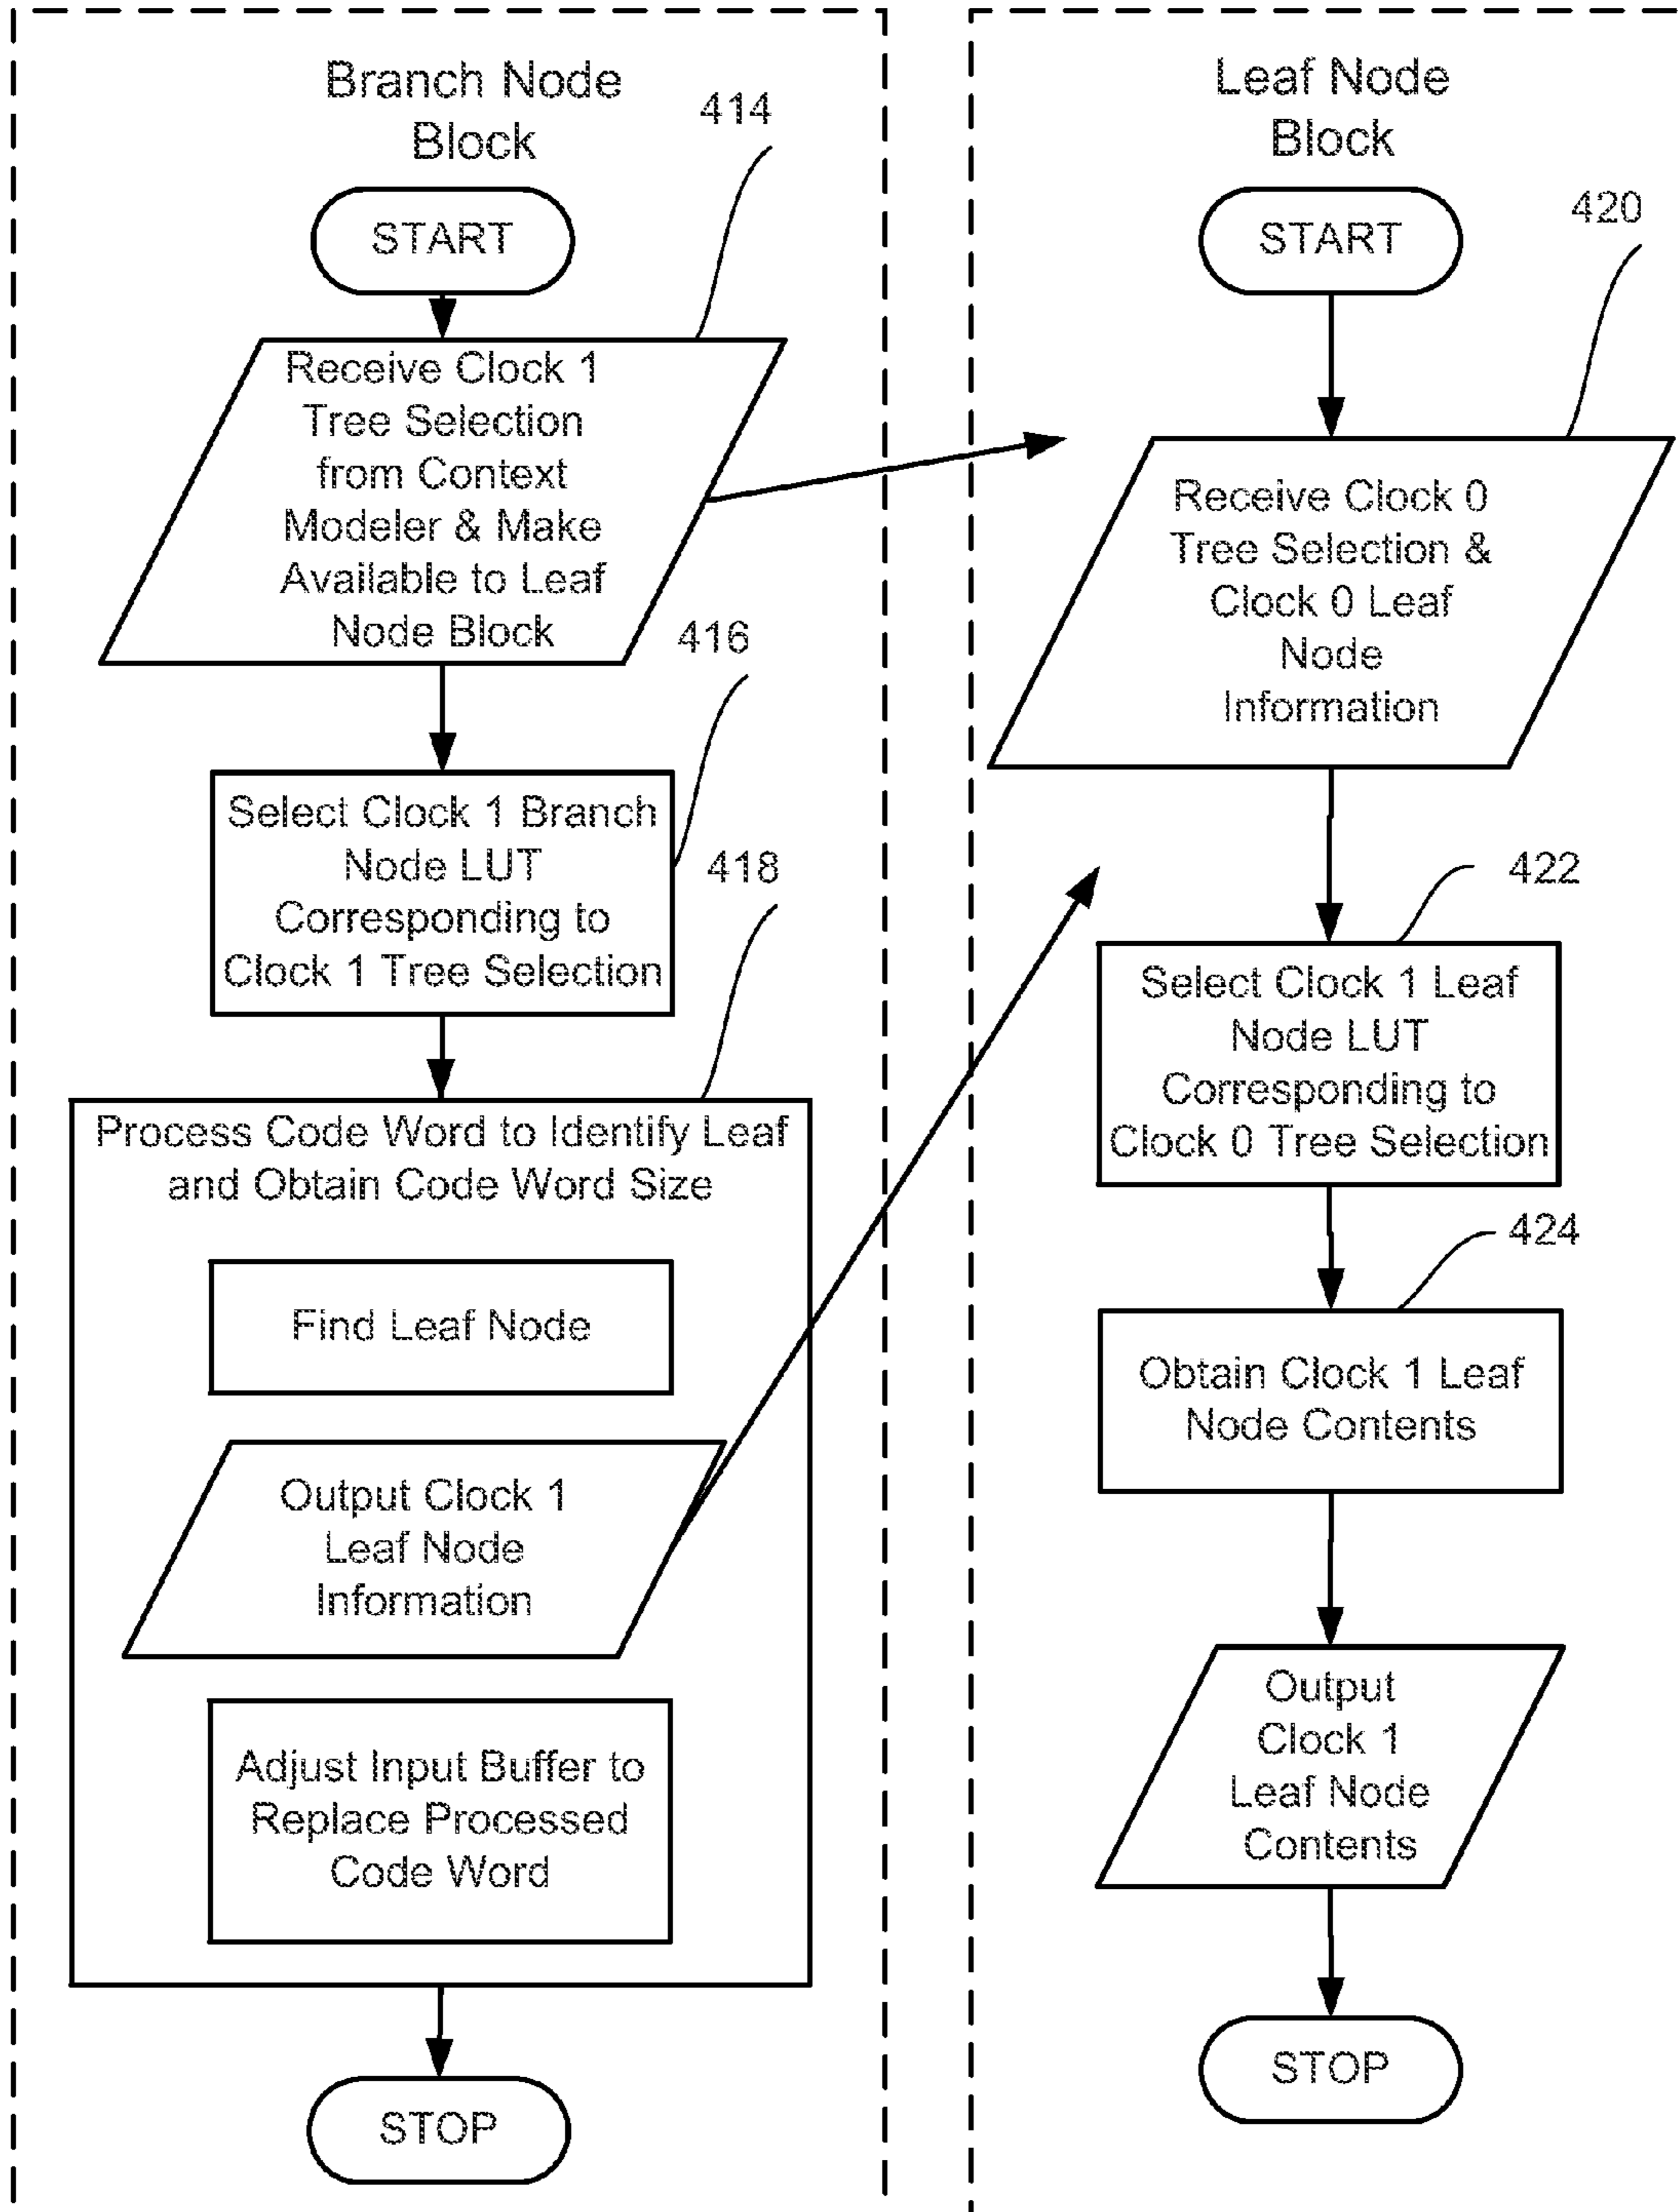 Branch Node
Block
414
START
Receive Clock 1
Tree Selection
from Context
Modeler & Make
Available to Leaf
Node Block
416
Select Clock 1 Branch
Node LUT
Corresponding to
Clock 1 Tree Selection
418
Process Code Word to Identify Leaf
and Obtain Code Word Size
Find Leaf Node
Output Clock 1
Leaf Node
Information
Adjust Input Buffer to
Replace Processed
Code Word
STOP
Leaf Node
Block
START
420
Receive Clock 0
Tree Selection &
Clock 0 Leaf
Node
Information
422
Select Clock 1 Leaf
Node LUT
Corresponding to
Clock 0 Tree Selection
424
Obtain Clock 1 Leaf
Node Contents
Output
Clock 1
Leaf Node
Contents
STOP